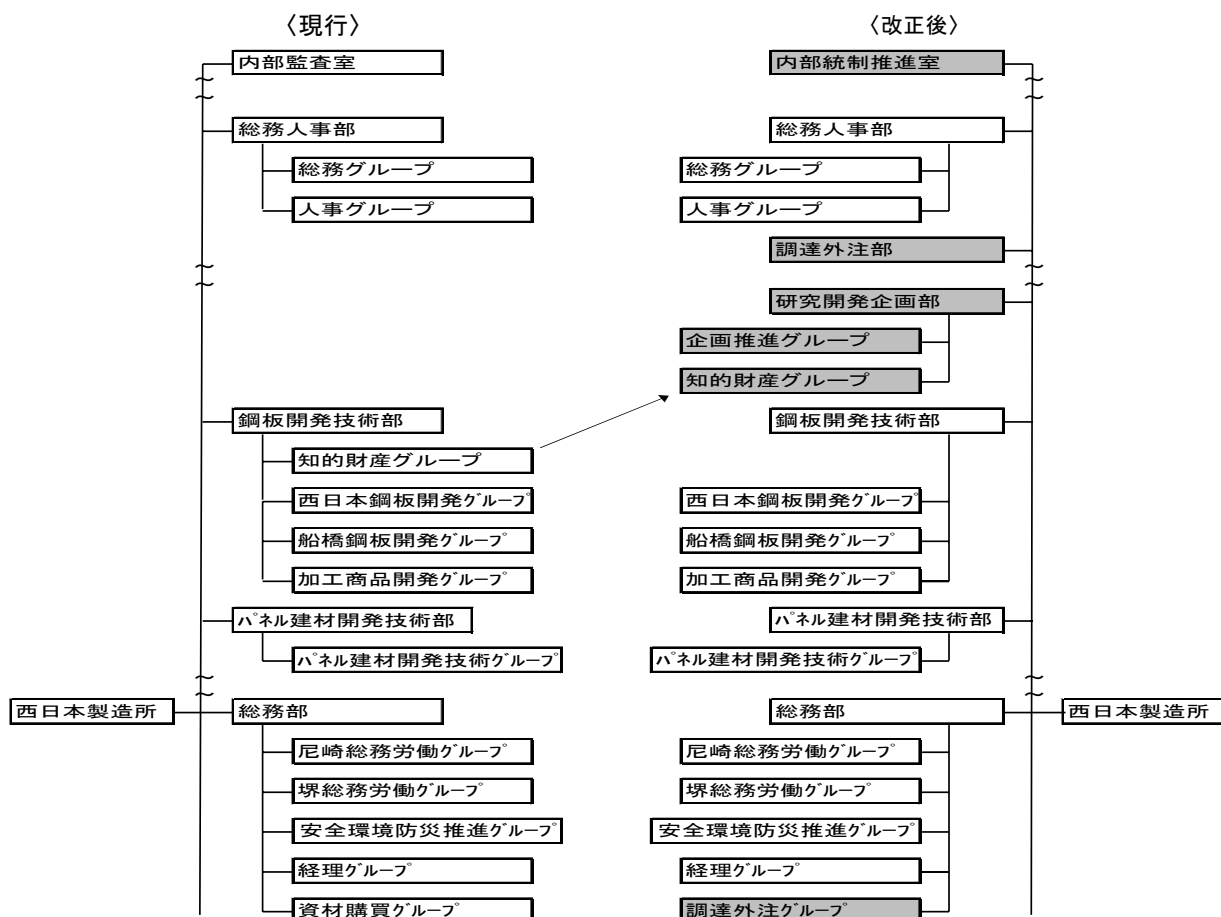 〈現行〉
内部監査室
総務人事部
総務グループ
人事グループ
鋼板開発技術部
知的財産グループ
西日本鋼板開発ｸﾞﾙｰﾌﾟ
船橋鋼板開発ｸﾞﾙｰﾌﾟ
加工商品開発ｸﾞﾙｰﾌﾟ
ﾊﾟﾈﾙ建材開発技術部
ﾊﾟﾈﾙ建材開発技術ｸﾞﾙｰﾌﾟ
西日本製造所
総務部
尼崎総務労働ｸﾞﾙｰﾌﾟ
堺総務労働ｸﾞﾙｰﾌﾟ
安全環境防災推進ｸﾞﾙｰﾌﾟ
経理ｸﾞﾙｰﾌﾟ
資材購買ｸﾞﾙｰﾌﾟ
〈改正後〉
内部統制推進室
総務人事部
総務グループ
人事グループ
調達外注部
研究開発企画部
企画推進グループ
知的財産グループ
鋼板開発技術部
西日本鋼板開発ｸﾞﾙｰﾌﾟ
船橋鋼板開発ｸﾞﾙｰﾌﾟ
加工商品開発ｸﾞﾙｰﾌﾟ
ﾊﾟﾈﾙ建材開発技術部
ﾊﾟﾈﾙ建材開発技術ｸﾞﾙｰﾌﾟ
総務部
西日本製造所
尼崎総務労働ｸﾞﾙｰﾌﾟ
堺総務労働ｸﾞﾙｰﾌﾟ
安全環境防災推進ｸﾞﾙｰﾌﾟ
経理ｸﾞﾙｰﾌﾟ
調達外注ｸﾞﾙｰﾌﾟ